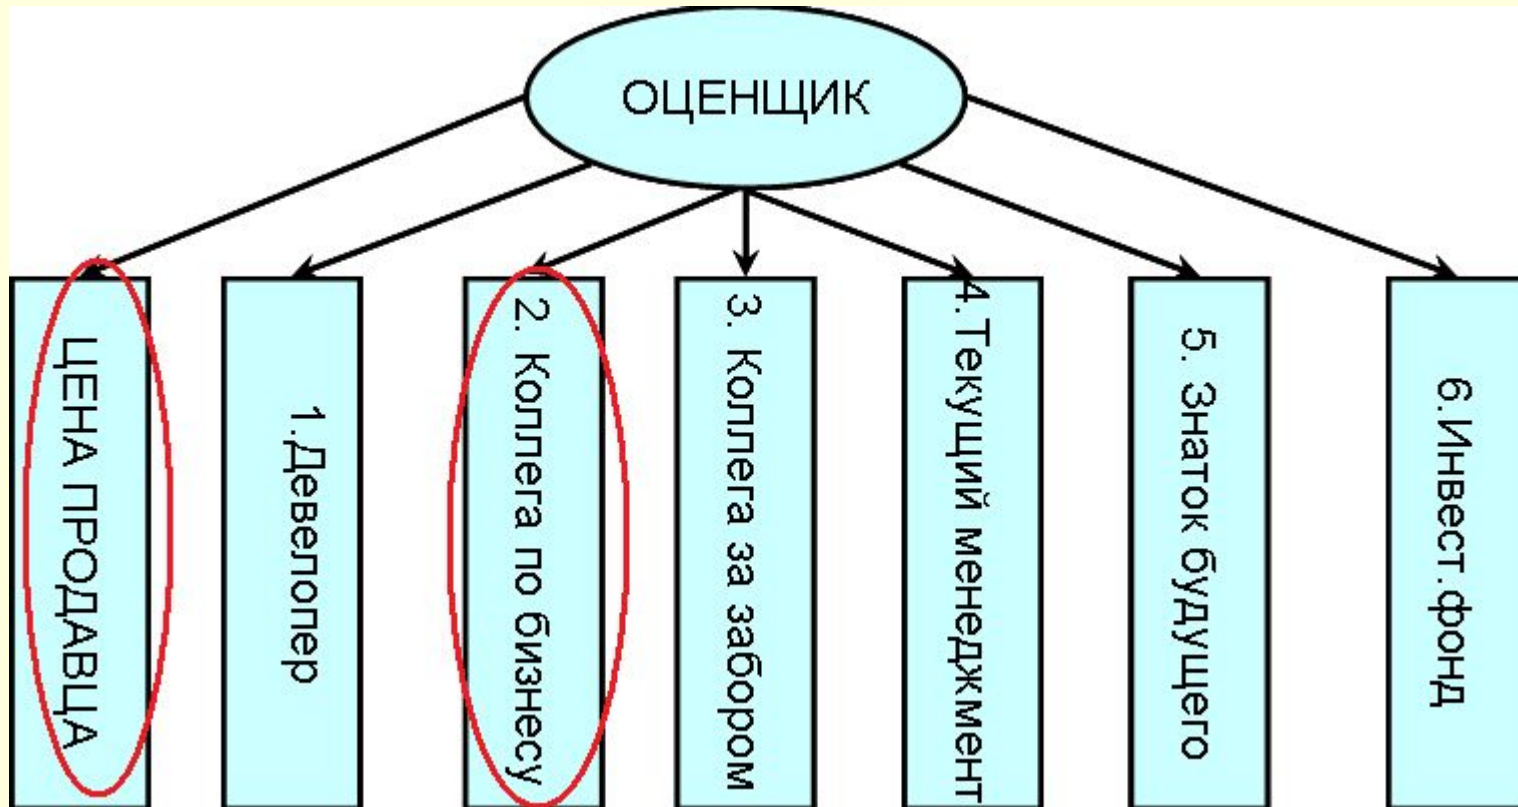 ОЦЕНЩИК
ЦЕНА ПРОДАВЦА
1.Девелопер
2. Коллега по бизнесу
3. Коллега за забором
4.Текущий менеджмент
5. Знаток будущего
6.Инвест.фонд